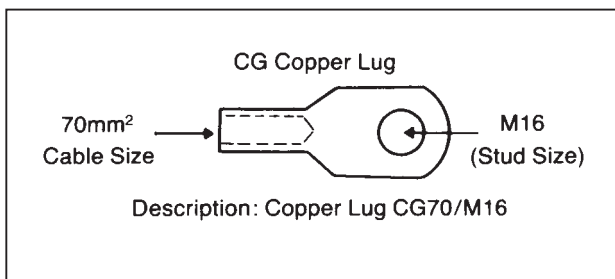 CG Copper Lug
70mm²
Cable Size
M16
(Stud Size)
Description: Copper Lug CG70/M16